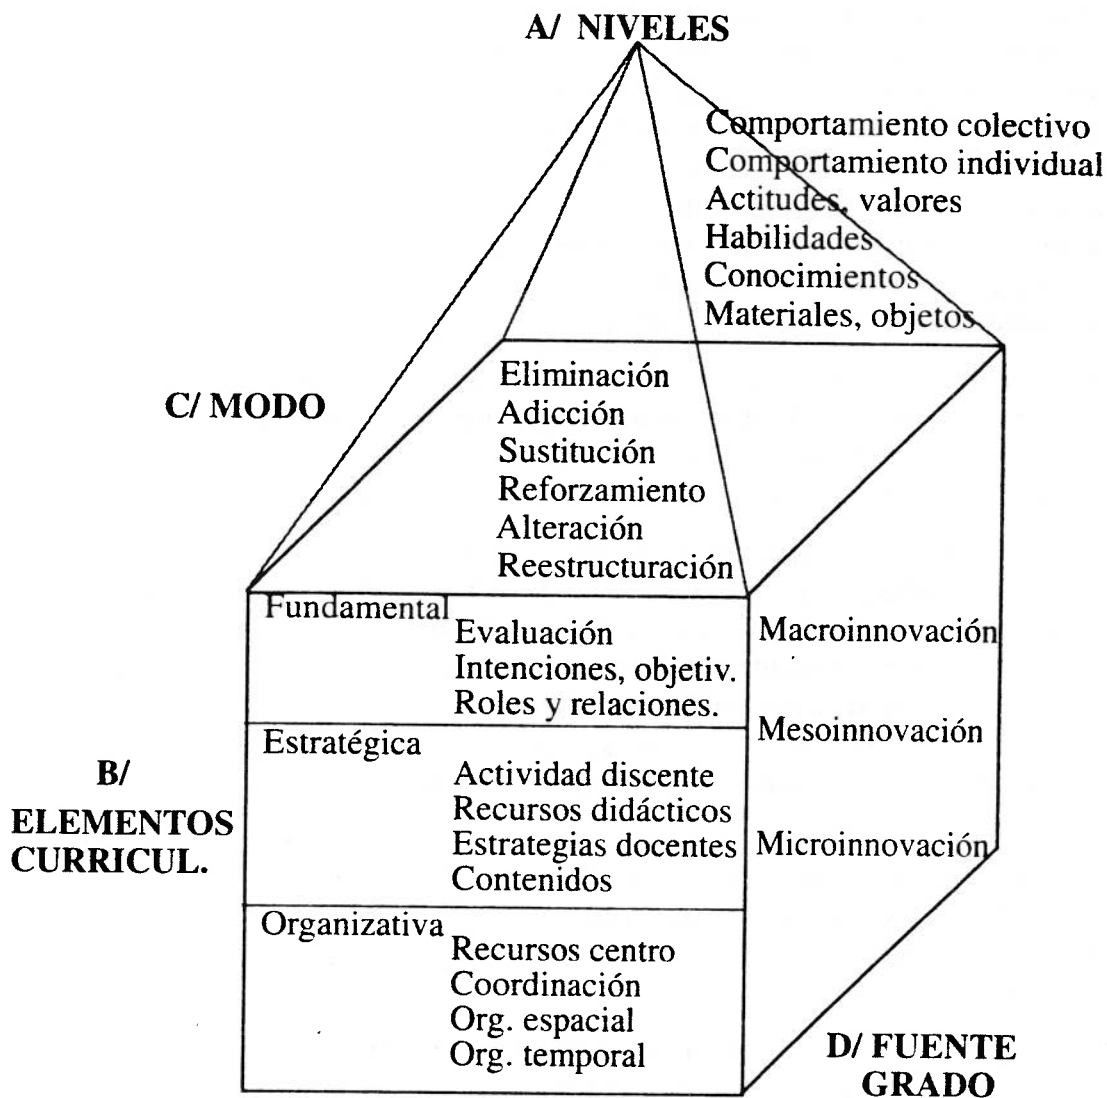 A/ NIVELES
Comportamiento colectivo
Comportamiento individual
Actitudes, valores
Habilidades
Conocimientos
Materiales, objetos
C/ MODO
Eliminación
Adicción
Sustitución
Reforzamiento
Alteración
Reestructuración
Fundamental
Evaluación
Intenciones, objetiv.
Roles y relaciones.
Macroinnovación
Mesoinnovación
Microinnovación
B/
ELEMENTOS
CURRICUL.
Estratégica
Actividad discente
Recursos didácticos
Estrategias docentes
Contenidos
Organizativa
Recursos centro
Coordinación
Org. espacial
Org. temporal
D/ FUENTE
GRADO